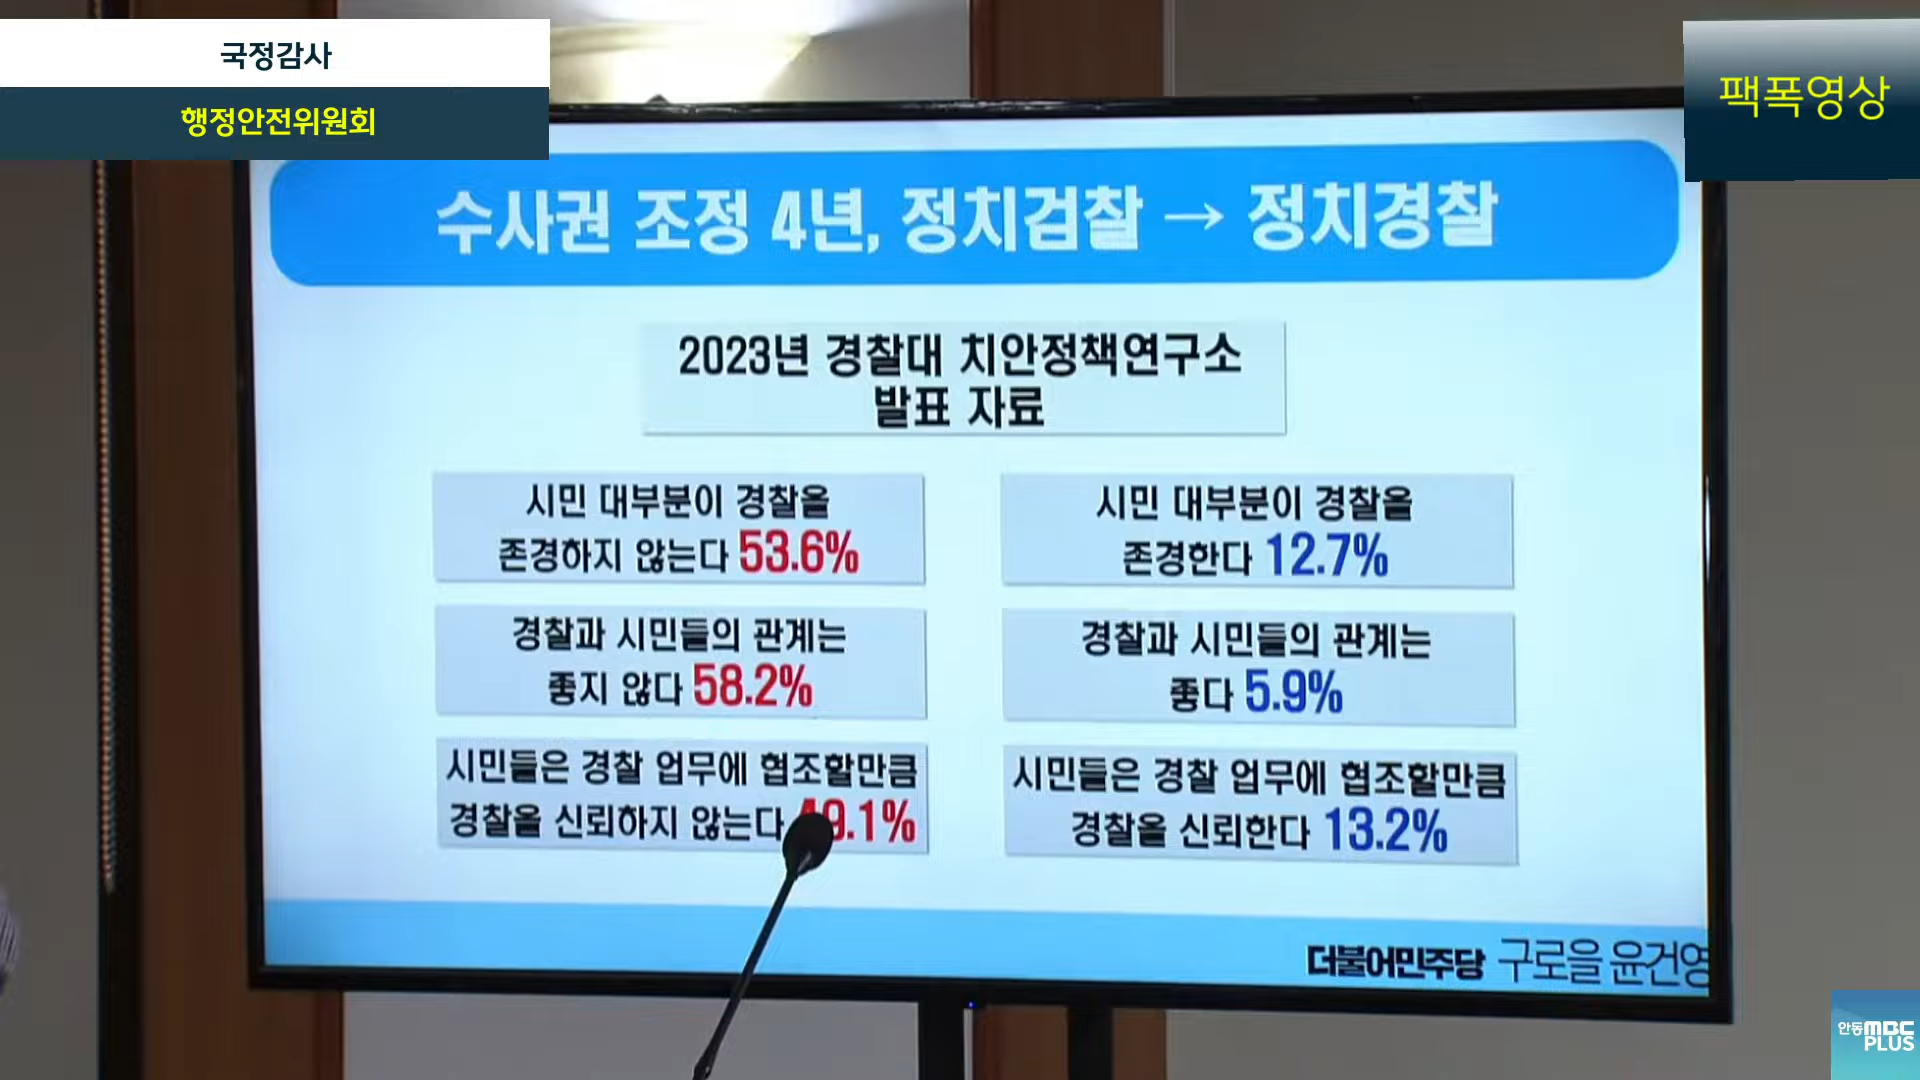 국정감사
행정안전위원회
팩폭영상
수사권 조정 4년, 정치검찰 → 정치경찰
2023년 경찰대 치안정책연구소
발표 자료
시민 대부분이 경찰을
존경하지 않는다 53.6%
시민 대부분이 경찰을
존경한다 12.7%
경찰과 시민들의 관계는
좋지 않다 58.2%
경찰과 시민들의 관계는
좋다 5.9%
시민들은 경찰 업무에 협조할만큼
경찰을 신뢰하지 않는다
시민들은 경찰 업무에 협조할만큼
경찰을 신뢰한다 13.2%
더불어민주당 구로을 윤건영
안동MBC
PLUS